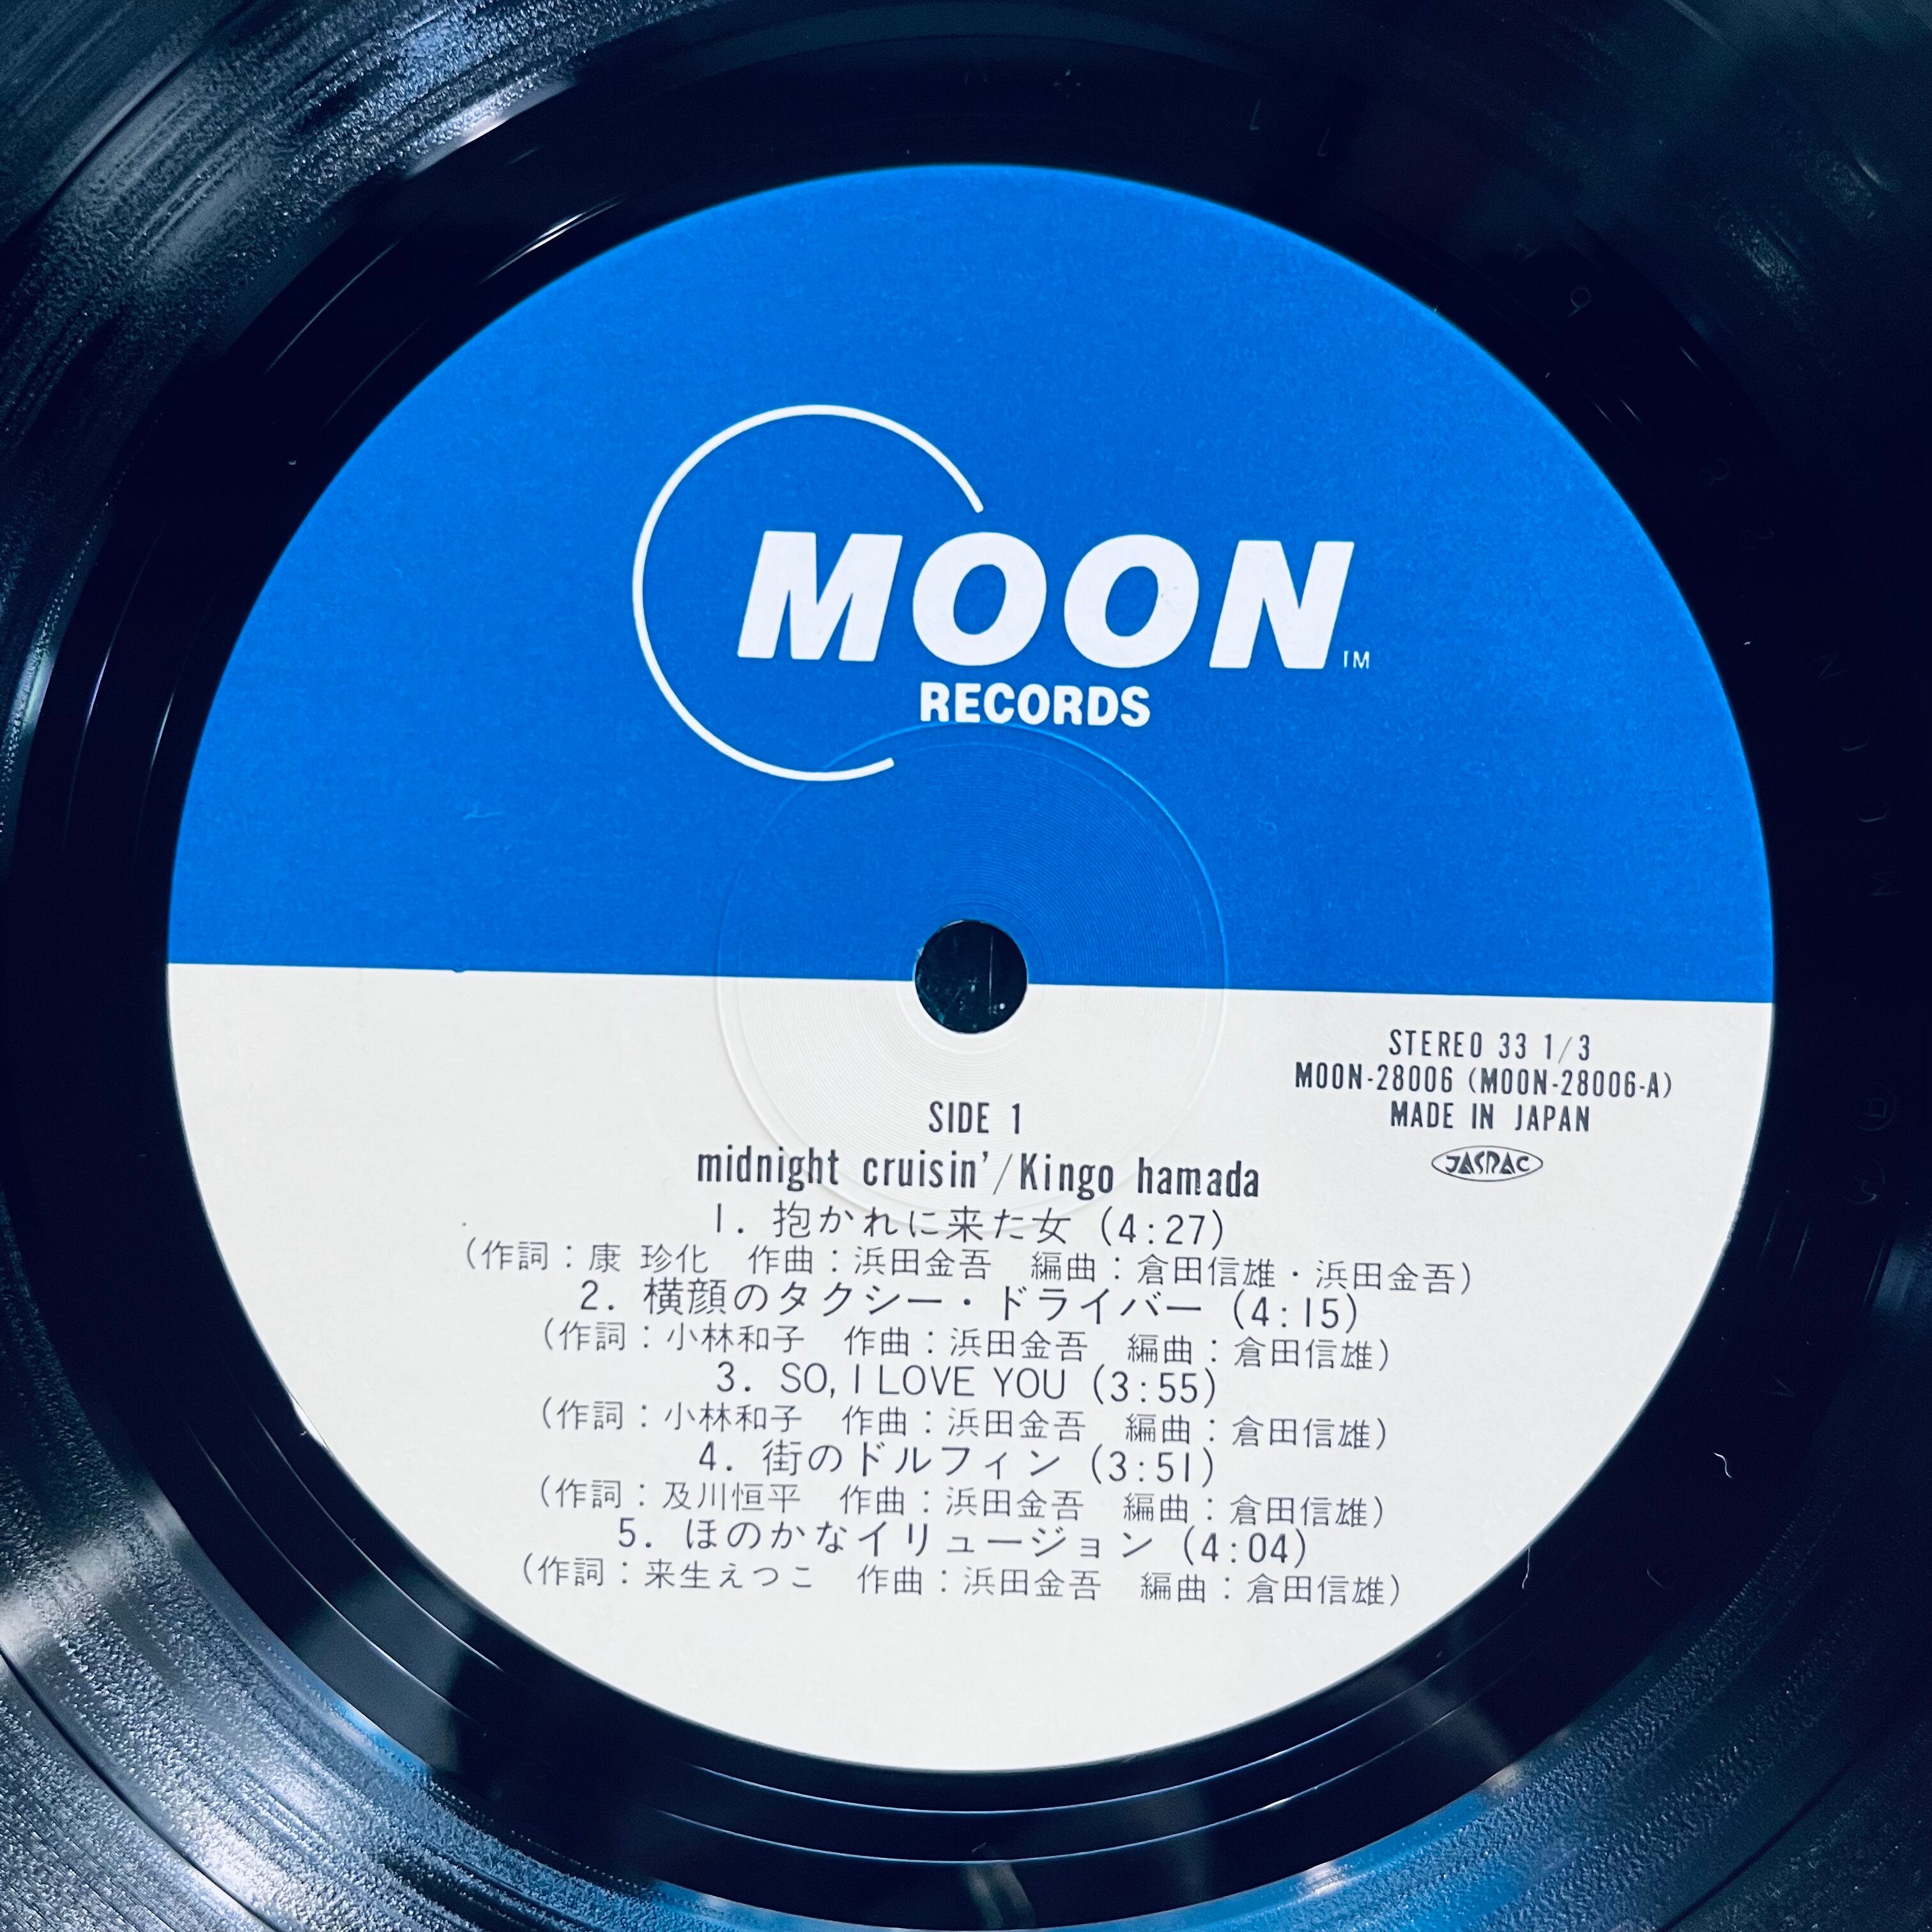 MOON TM
RECORDS
STEREO 33 1/3
MOON-28006 (MOON-28006-A)
MADE IN JAPAN
JASRAC
SIDE 1
midnight cruisin'/Kingo hamada
1. 抱かれに来た女 (4:27)
(作詞:康 珍化 作曲:浜田金吾 編曲:倉田信雄・浜田金吾)
2. 横顔のタクシー・ドライバー (4:15)
(作詞:小林和子 作曲:浜田金吾 編曲:倉田信雄)
3. SO, I LOVE YOU (3:55)
(作詞:小林和子 作曲:浜田金吾 編曲:倉田信雄)
4. 街のドルフィン (3:51)
(作詞:及川恒平 作曲:浜田金吾 編曲:倉田信雄)
5. ほのかなイリュージョン (4:04)
(作詞:来生えつこ 作曲:浜田金吾 編曲:倉田信雄)